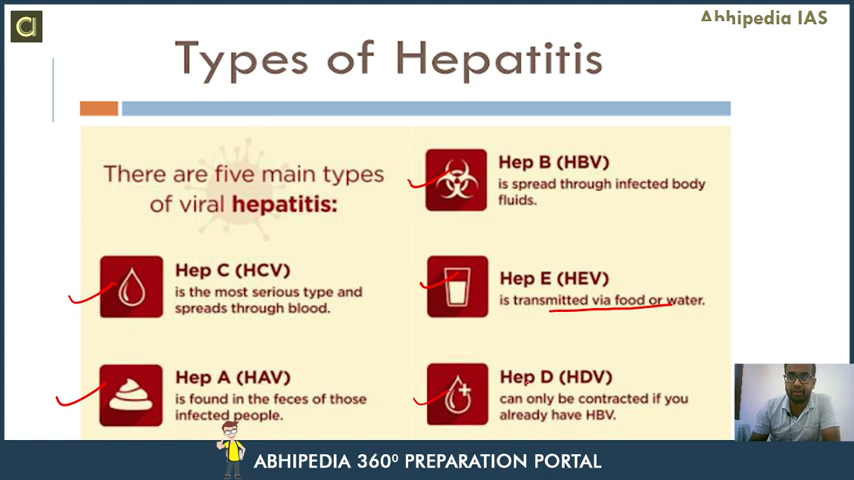 Abhipedia IAS
Types of Hepatitis
There are five main types
of viral hepatitis:
Hep B (HBV)
is spread through infected body
fluids.
Hep C (HCV)
is the most serious type and
spreads through blood.
Hep E (HEV)
is transmitted via food or water.
Hep A (HAV)
is found in the feces of those
infected people.
Hep D (HDV)
can only be contracted if you
already have HBV.
ABHIPEDIA 360⁰ PREPARATION PORTAL